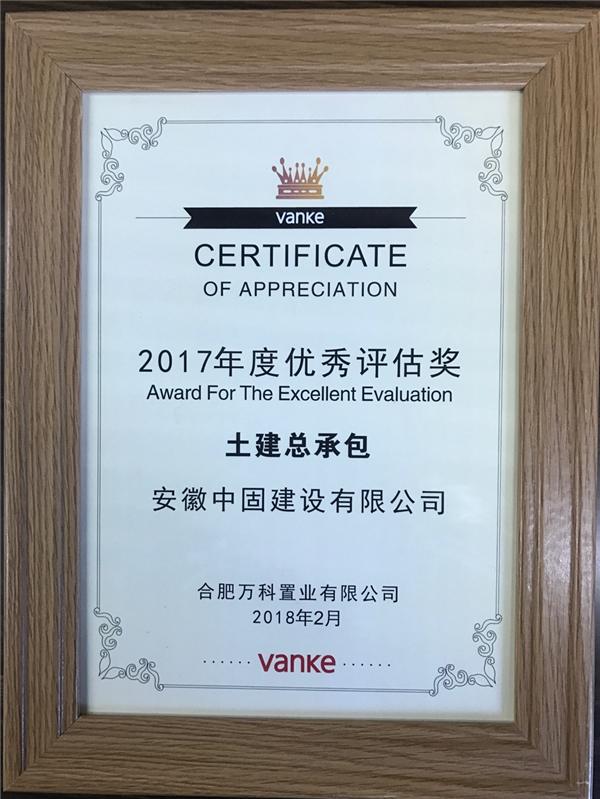 vanke
CERTIFICATE
OF APPRECIATION
2017年度优秀评估奖
Award For The Excellent Evaluation
土建总承包
安徽中固建设有限公司
合肥万科置业有限公司
2018年2月
······ vanke ······